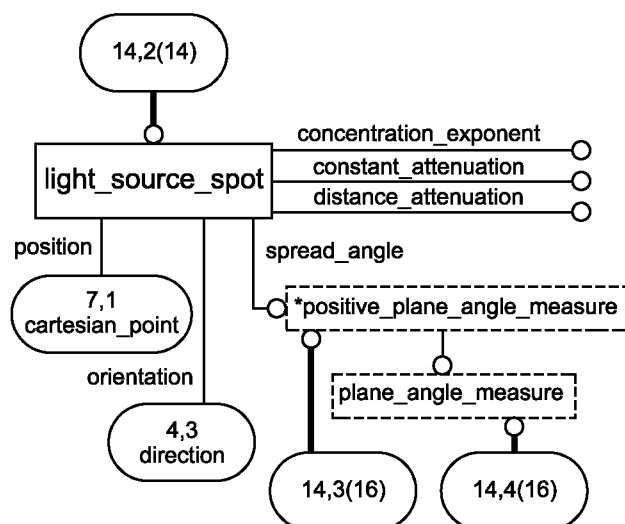 14,2(14)
concentration_exponent
light_source_spot
constant_attenuation
distance_attenuation
position
spread_angle
7,1
cartesian_point
*positive_plane_angle_measure
orientation
plane_angle_measure
4,3
direction
14,3(16)
14,4(16)